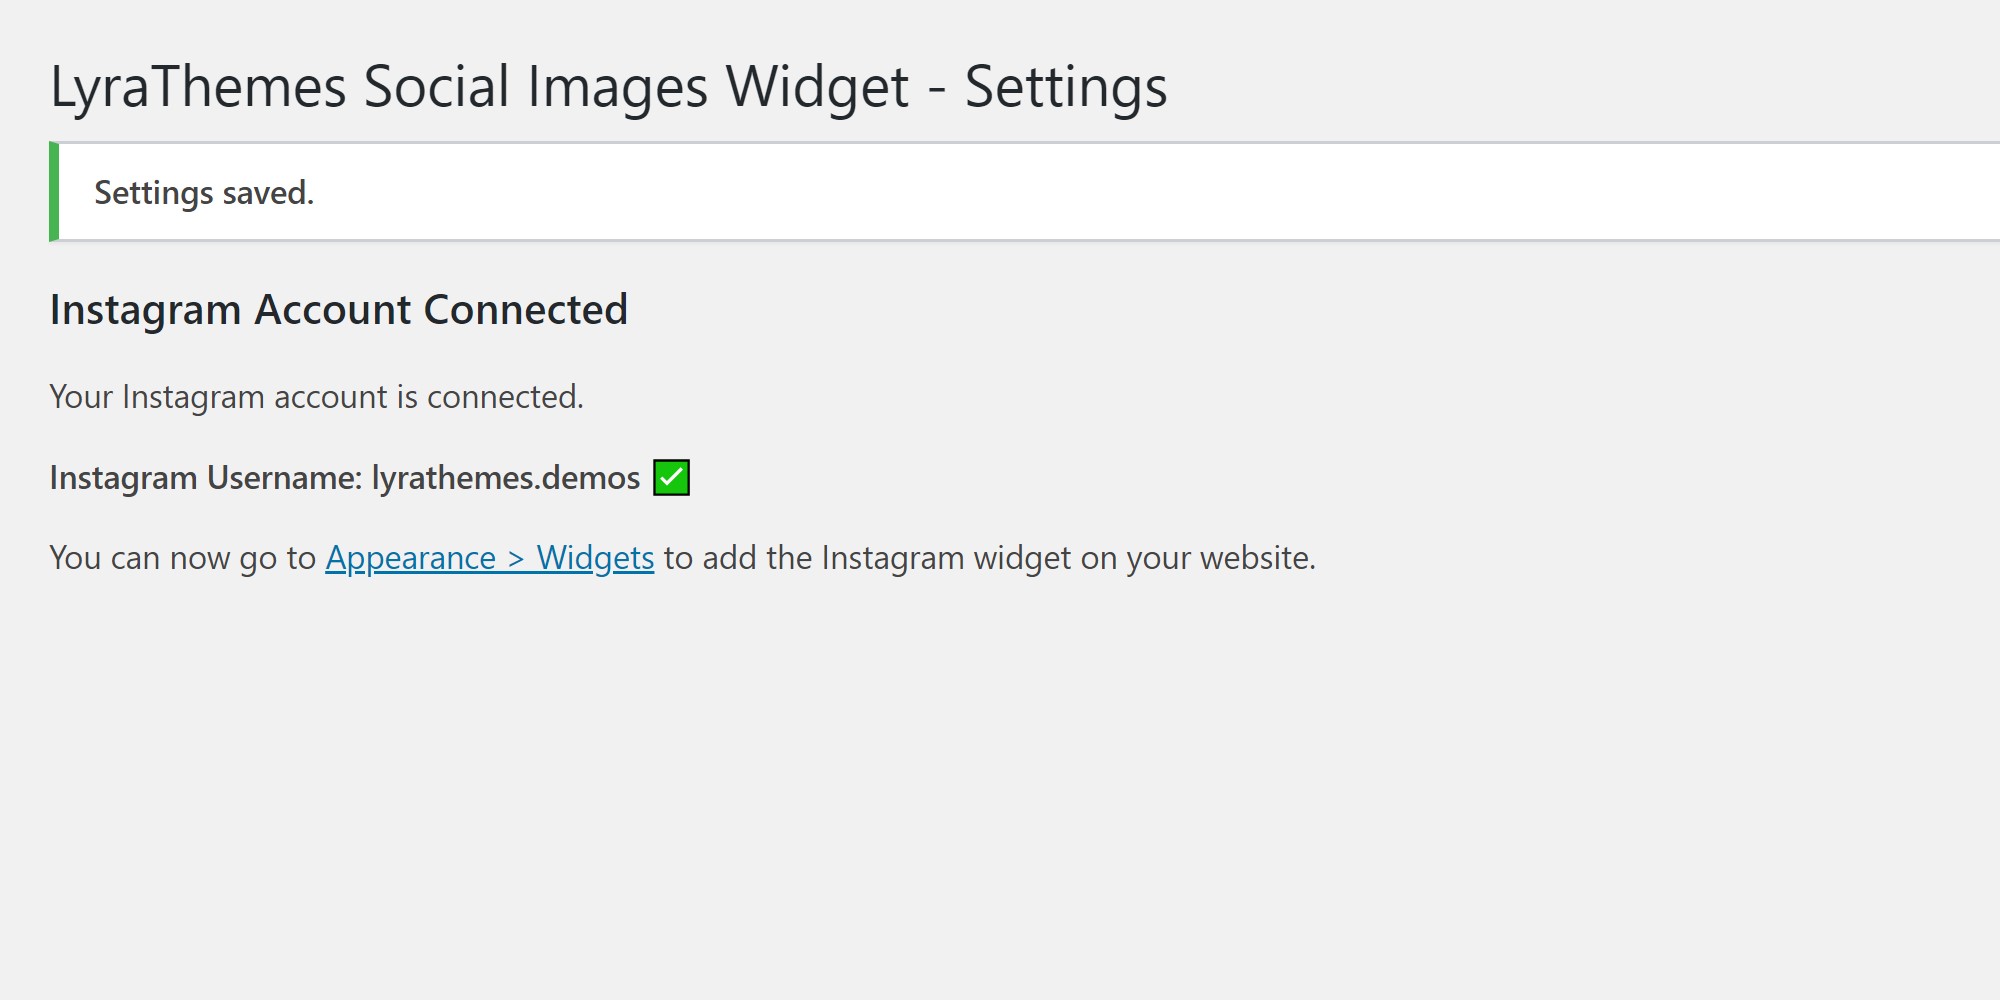 LyraThemes Social Images Widget - Settings
Settings saved.
Instagram Account Connected
Your Instagram account is connected.
Instagram Username: lyrathemes.demos ✅
You can now go to Appearance > Widgets to add the Instagram widget on your website.